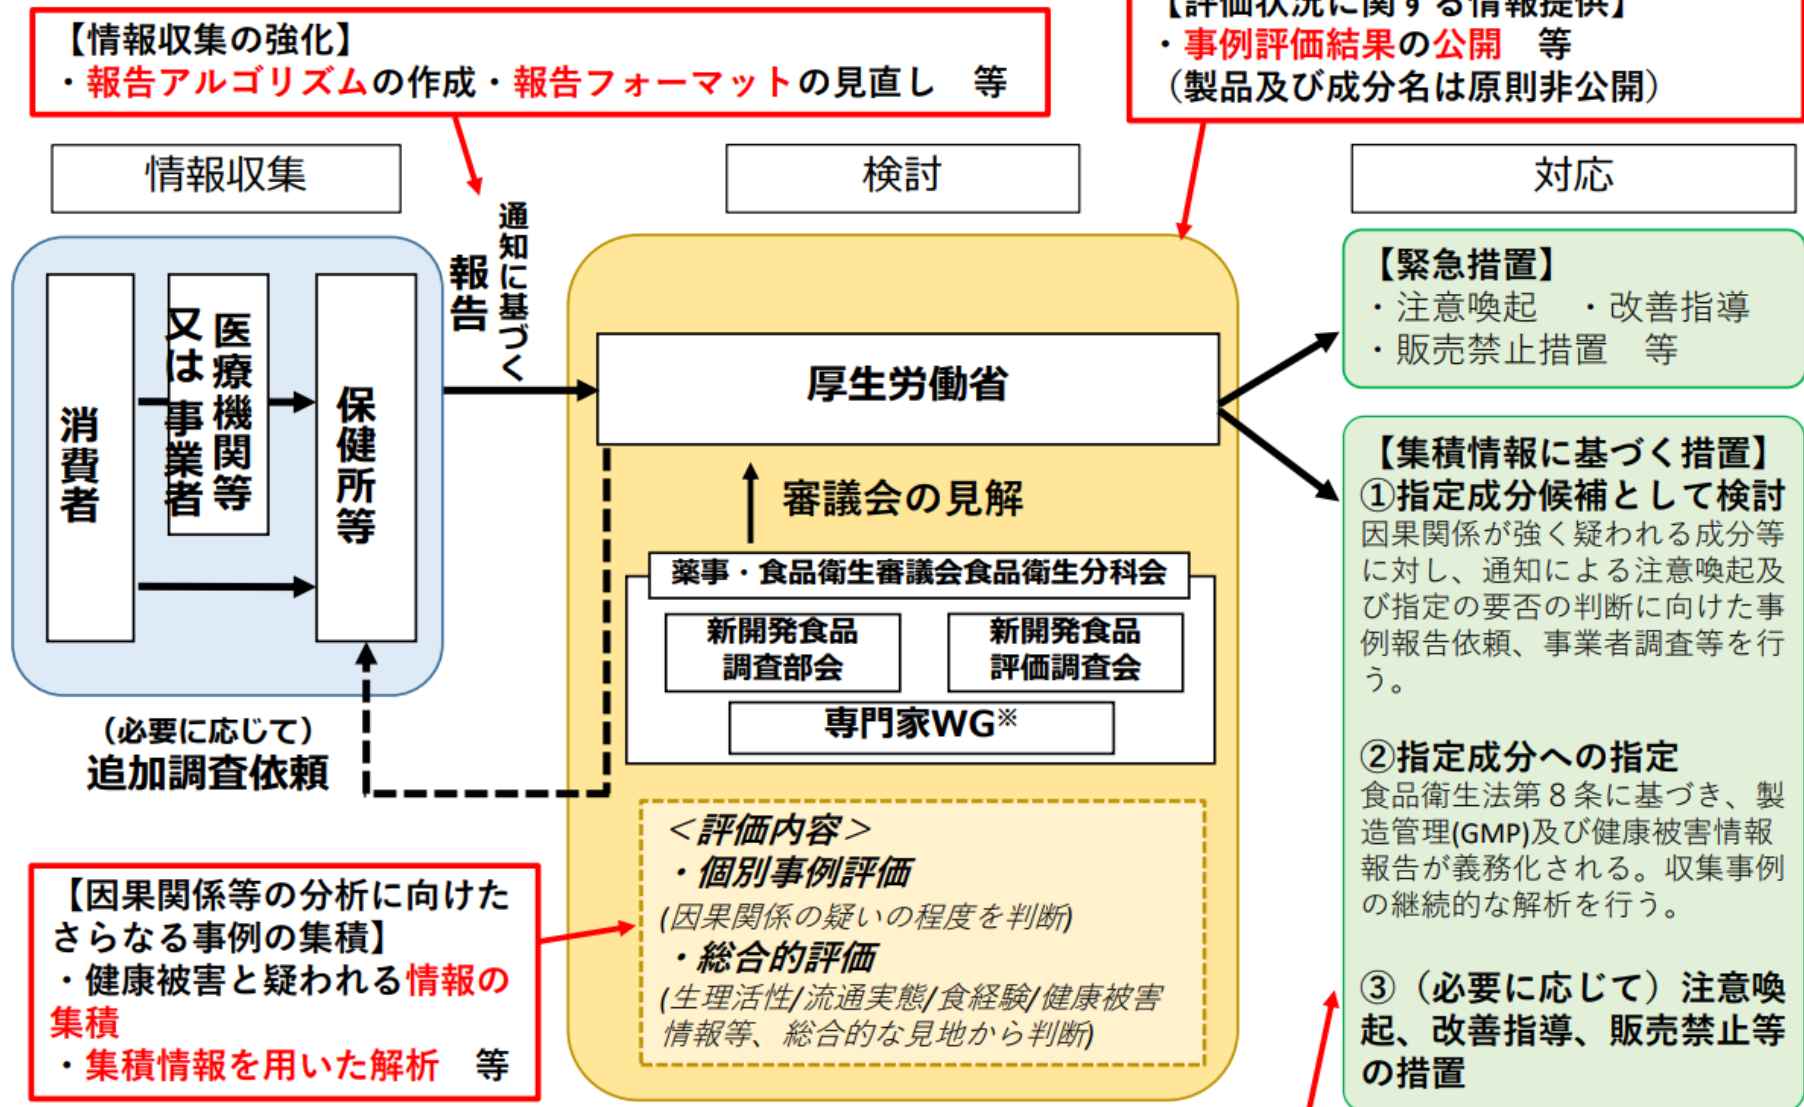 【情報収集の強化】
・報告アルゴリズムの作成・報告フォーマットの見直し　等
【評価状況に関する情報提供】
・事例評価結果の公開　等
（製品及び成分名は原則非公開）
情報収集
検討
対応
消費者
医療機関等
又は事業者
保健所等
通知に基づく
報告
（必要に応じて）
追加調査依頼
厚生労働省
審議会の見解
薬事・食品衛生審議会食品衛生分科会
新開発食品
調査部会
新開発食品
評価調査会
専門家WG※
＜評価内容＞
・個別事例評価
(因果関係の疑いの程度を判断)
・総合的評価
(生理活性/流通実態/食経験/健康被害
情報等、総合的な見地から判断)
【緊急措置】
・注意喚起　・改善指導
・販売禁止措置　等
【集積情報に基づく措置】
①指定成分候補として検討
因果関係が強く疑われる成分等
に対し、通知による注意喚起及
び指定の要否の判断に向けた事
例報告依頼、事業者調査等を行
う。
②指定成分への指定
食品衛生法第８条に基づき、製
造管理(GMP)及び健康被害情報
報告が義務化される。収集事例
の継続的な解析を行う。
③（必要に応じて）注意喚
起、改善指導、販売禁止等
の措置
【因果関係等の分析に向けた
さらなる事例の集積】
・健康被害と疑われる情報の
集積
・集積情報を用いた解析　等